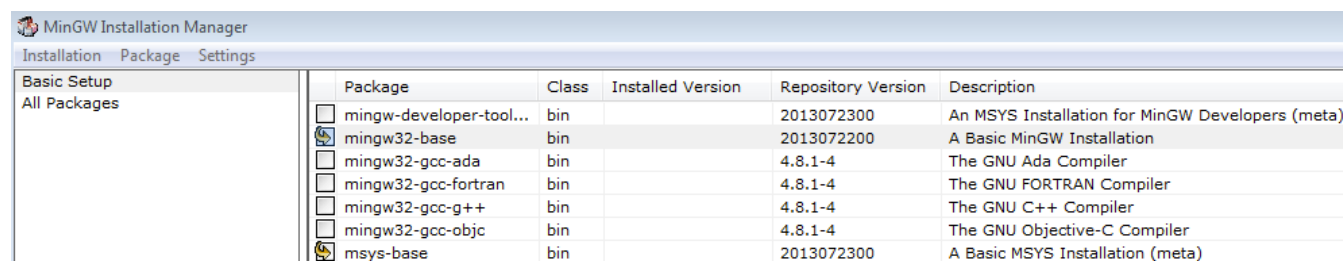 MinGW Installation Manager
Installation Package Settings
Basic Setup
All Packages
Package Class Installed Version Repository Version Description
mingw-developer-tool... bin 2013072300 An MSYS Installation for MinGW Developers (meta)
mingw32-base bin 2013072200 A Basic MinGW Installation
mingw32-gcc-ada bin 4.8.1-4 The GNU Ada Compiler
mingw32-gcc-fortran bin 4.8.1-4 The GNU FORTRAN Compiler
mingw32-gcc-g++ bin 4.8.1-4 The GNU C++ Compiler
mingw32-gcc-objc bin 4.8.1-4 The GNU Objective-C Compiler
msys-base bin 2013072300 A Basic MSYS Installation (meta)